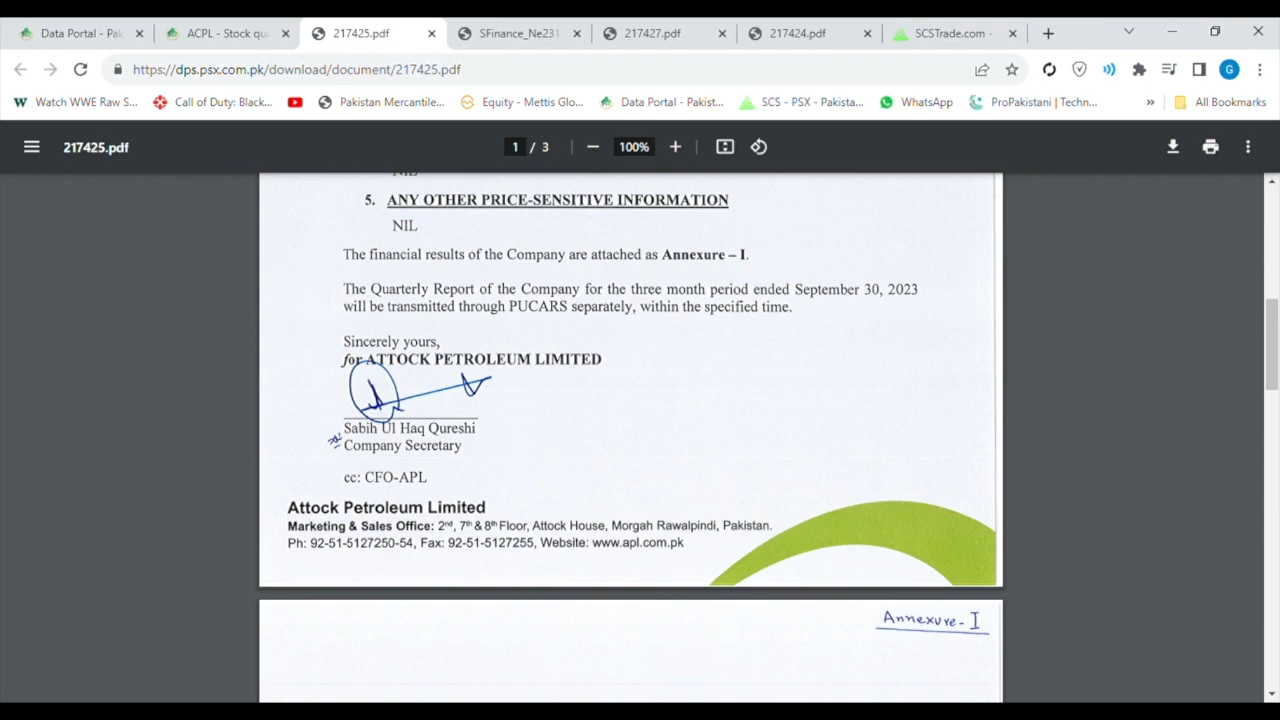 Data Portal - Pak
ACPL - Stock quo
217425.pdf
SFinance_Ne231
217427.pdf
217424.pdf
SCSTrade.com -
https://dps.psx.com.pk/download/document/217425.pdf
G
Watch WWE Raw S...
Call of Duty: Black...
Pakistan Mercantile...
Equity - Mettis Glo...
Data Portal - Pakist...
SCS - PSX - Pakista...
WhatsApp
ProPakistani | Techn...
»
All Bookmarks
217425.pdf
1 / 3
100%
NIL
5. ANY OTHER PRICE-SENSITIVE INFORMATION
NIL
The financial results of the Company are attached as Annexure – I.
The Quarterly Report of the Company for the three month period ended September 30, 2023
will be transmitted through PUCARS separately, within the specified time.
Sincerely yours,
for ATTOCK PETROLEUM LIMITED
Sabih Ul Haq Qureshi
Company Secretary
cc: CFO-APL
Attock Petroleum Limited
Marketing & Sales Office: 2nd, 7th & 8th Floor, Attock House, Morgah Rawalpindi, Pakistan.
Ph: 92-51-5127250-54, Fax: 92-51-5127255, Website: www.apl.com.pk
Annexure - I